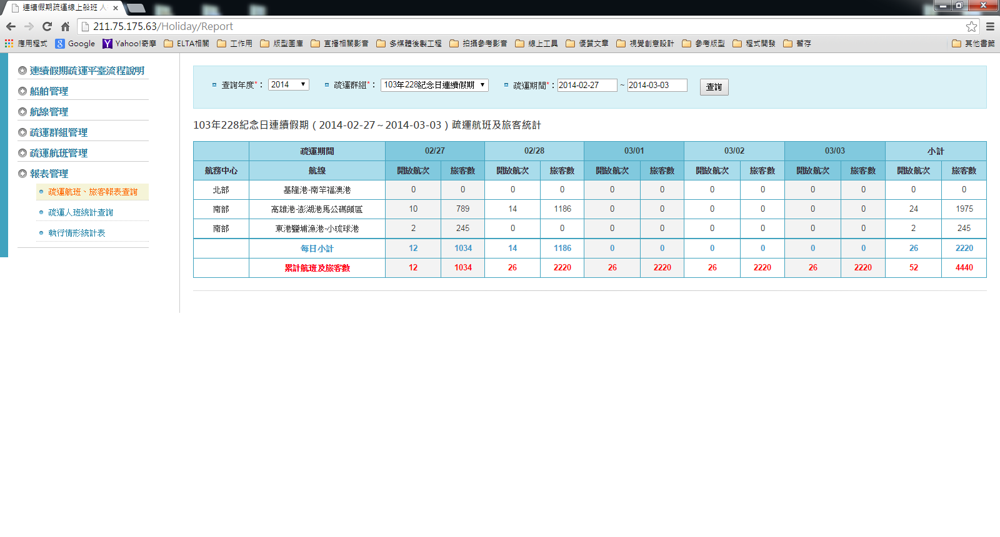 連續假期疏運線上船班 人
211.75.175.63/Holiday/Report
應用程式 Google Yahoo!奇摩 ELTA相關 工作用 版型圖庫 直播相關影音 多媒體後製工程 拍攝參考影音 線上工具 優質文章 視覺創意設計 參考版型 程式開發 暫存 其他書籤
連續假期疏運平臺流程說明
船舶管理
航線管理
疏運群組管理
疏運航班管理
報表管理
疏運航班、旅客報表查詢
疏運人班統計查詢
執行情形統計表
查詢年度*： 2014 疏運群組*： 103年228紀念日連續假期 疏運期間*：2014-02-27 ~ 2014-03-03 查詢
103年228紀念日連續假期（2014-02-27～2014-03-03）疏運航班及旅客統計
疏運期間 02/27 02/28 03/01 03/02 03/03 小計
航務中心 航線 開放航次 旅客數 開放航次 旅客數 開放航次 旅客數 開放航次 旅客數 開放航次 旅客數 開放航次 旅客數
北部 基隆港-南竿福澳港 0 0 0 0 0 0 0 0 0 0 0 0
南部 高雄港-澎湖港馬公碼頭區 10 789 14 1186 0 0 0 0 0 0 24 1975
南部 東港鹽埔漁港-小琉球港 2 245 0 0 0 0 0 0 0 0 2 245
每日小計 12 1034 14 1186 0 0 0 0 0 0 26 2220
累計航班及旅客數 12 1034 26 2220 26 2220 26 2220 26 2220 52 4440